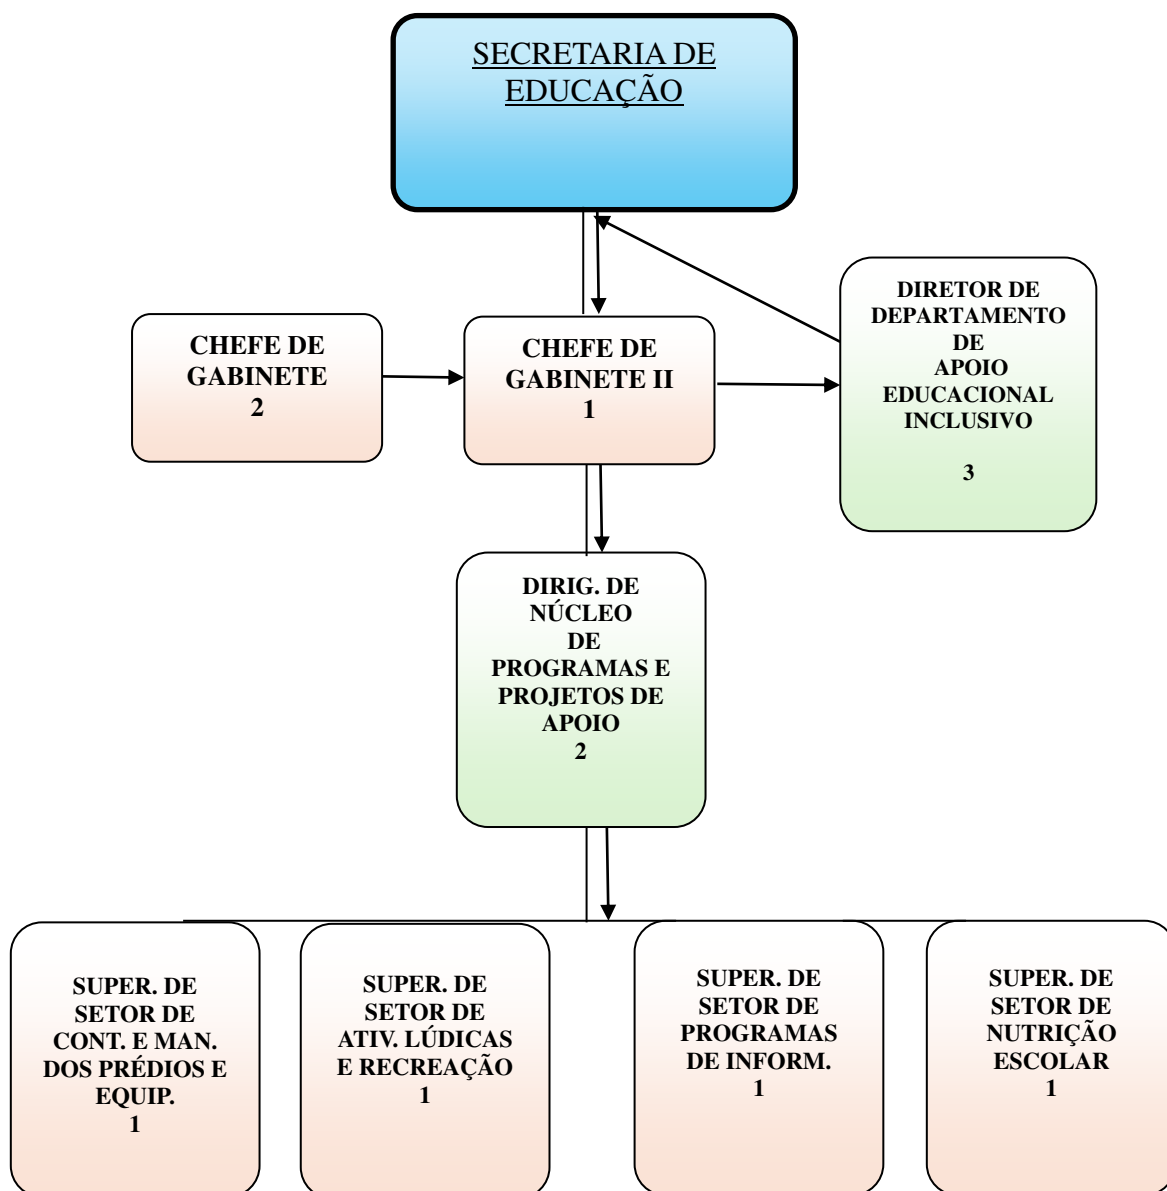 SECRETARIA DE
EDUCAÇÃO
CHEFE DE
GABINETE
2
CHEFE DE
GABINETE II
1
DIRETOR DE
DEPARTAMENTO
DE
APOIO
EDUCACIONAL
INCLUSIVO
3
DIRIG. DE
NÚCLEO
DE
PROGRAMAS E
PROJETOS DE
APOIO
2
SUPER. DE
SETOR DE
CONT. E MAN.
DOS PRÉDIOS E
EQUIP.
1
SUPER. DE
SETOR DE
ATIV. LÚDICAS
E RECREAÇÃO
1
SUPER. DE
SETOR DE
PROGRAMAS
DE INFORM.
1
SUPER. DE
SETOR DE
NUTRIÇÃO
ESCOLAR
1